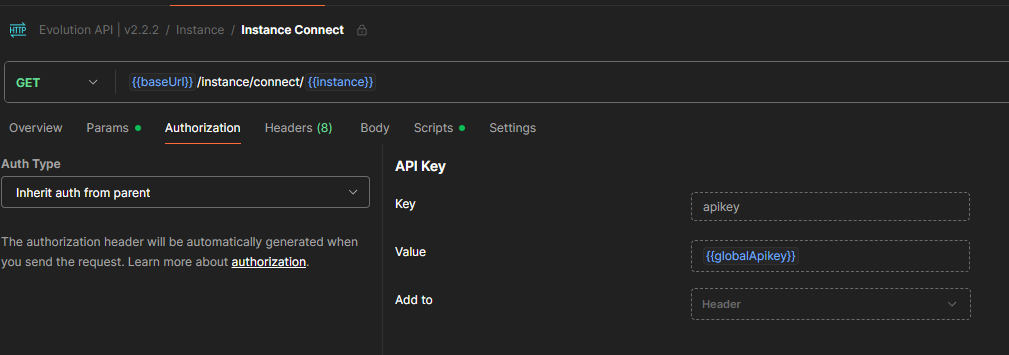 HTTP Evolution API | v2.2.2 / Instance / Instance Connect
GET {{baseUrl}} /instance/connect/ {{instance}}
Overview Params Authorization Headers (8) Body Scripts Settings
Auth Type
Inherit auth from parent
The authorization header will be automatically generated when
you send the request. Learn more about authorization.
API Key
Key apikey
Value {{globalApikey}}
Add to Header